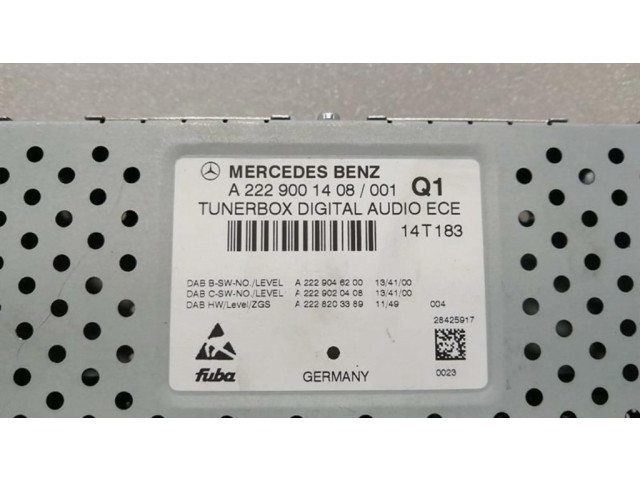 MERCEDES BENZ
A 222 900 14 08 / 001 Q1
TUNERBOX DIGITAL AUDIO ECE
14T183
DAB B-SW-NO./LEVEL A 222 904 62 00 13/41/00
DAB C-SW-NO./LEVEL A 222 902 04 08 13/41/00
DAB HW/Level/ZGS A 222 820 33 89 11/49 004
28425917
fuba GERMANY 0023